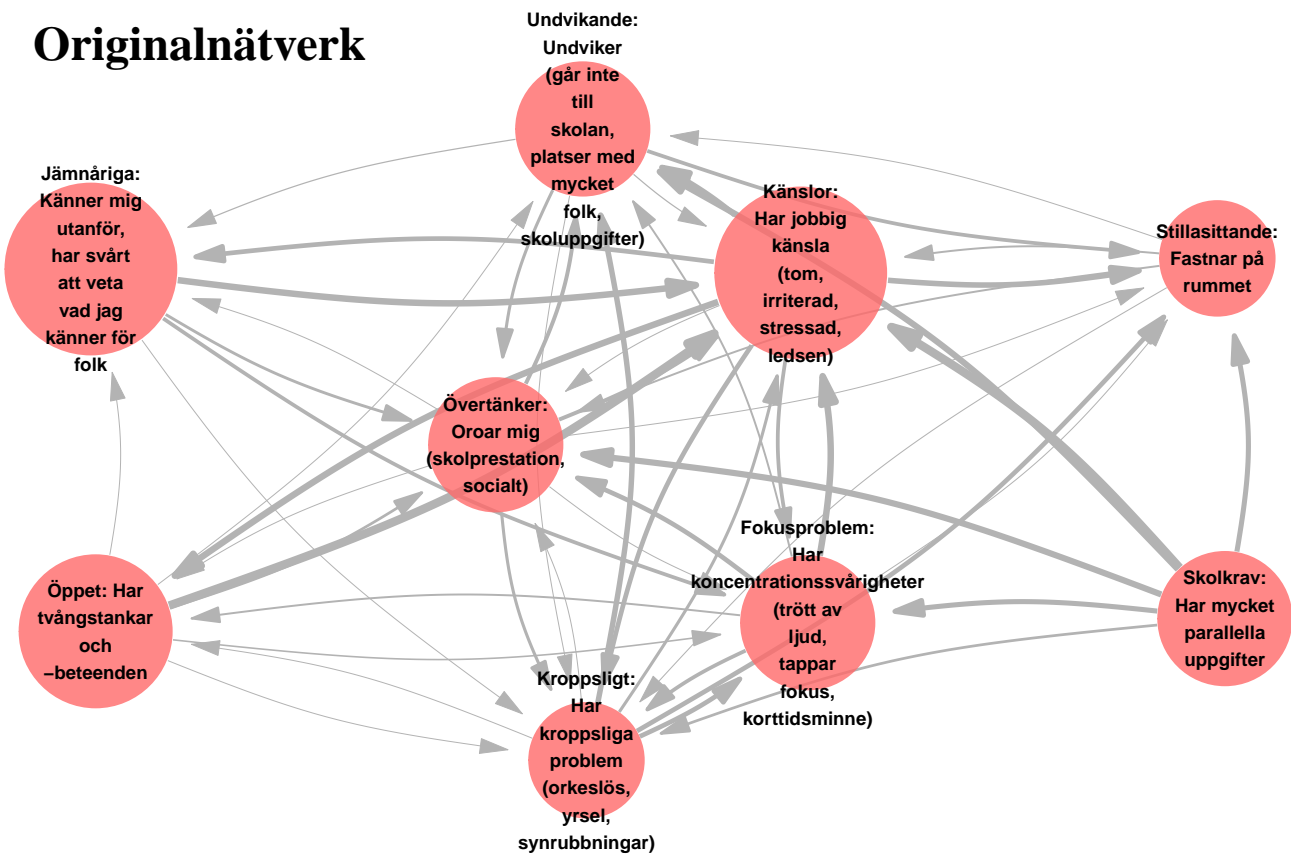 Originalnätverk
Undvikande:
Undviker
(går inte
till
skolan,
platser med
mycket
folk,
skoluppgifter)
Jämnåriga:
Känner mig
utanför,
har svårt
att veta
vad jag
känner för
folk
Känslor:
Har jobbig
känsla
(tom,
irriterad,
stressad,
ledsen)
Stillasittande:
Fastnar på
rummet
Övertänker:
Oroar mig
(skolprestation,
socialt)
Öppet: Har
tvångstankar
och
−beteenden
Fokusproblem:
Har
koncentrationssvårigheter
(trött av
ljud,
tappar
fokus,
korttidsminne)
Skolkrav:
Har mycket
parallella
uppgifter
Kroppsligt:
Har
kroppsliga
problem
(orkeslös,
yrsel,
synrubbningar)